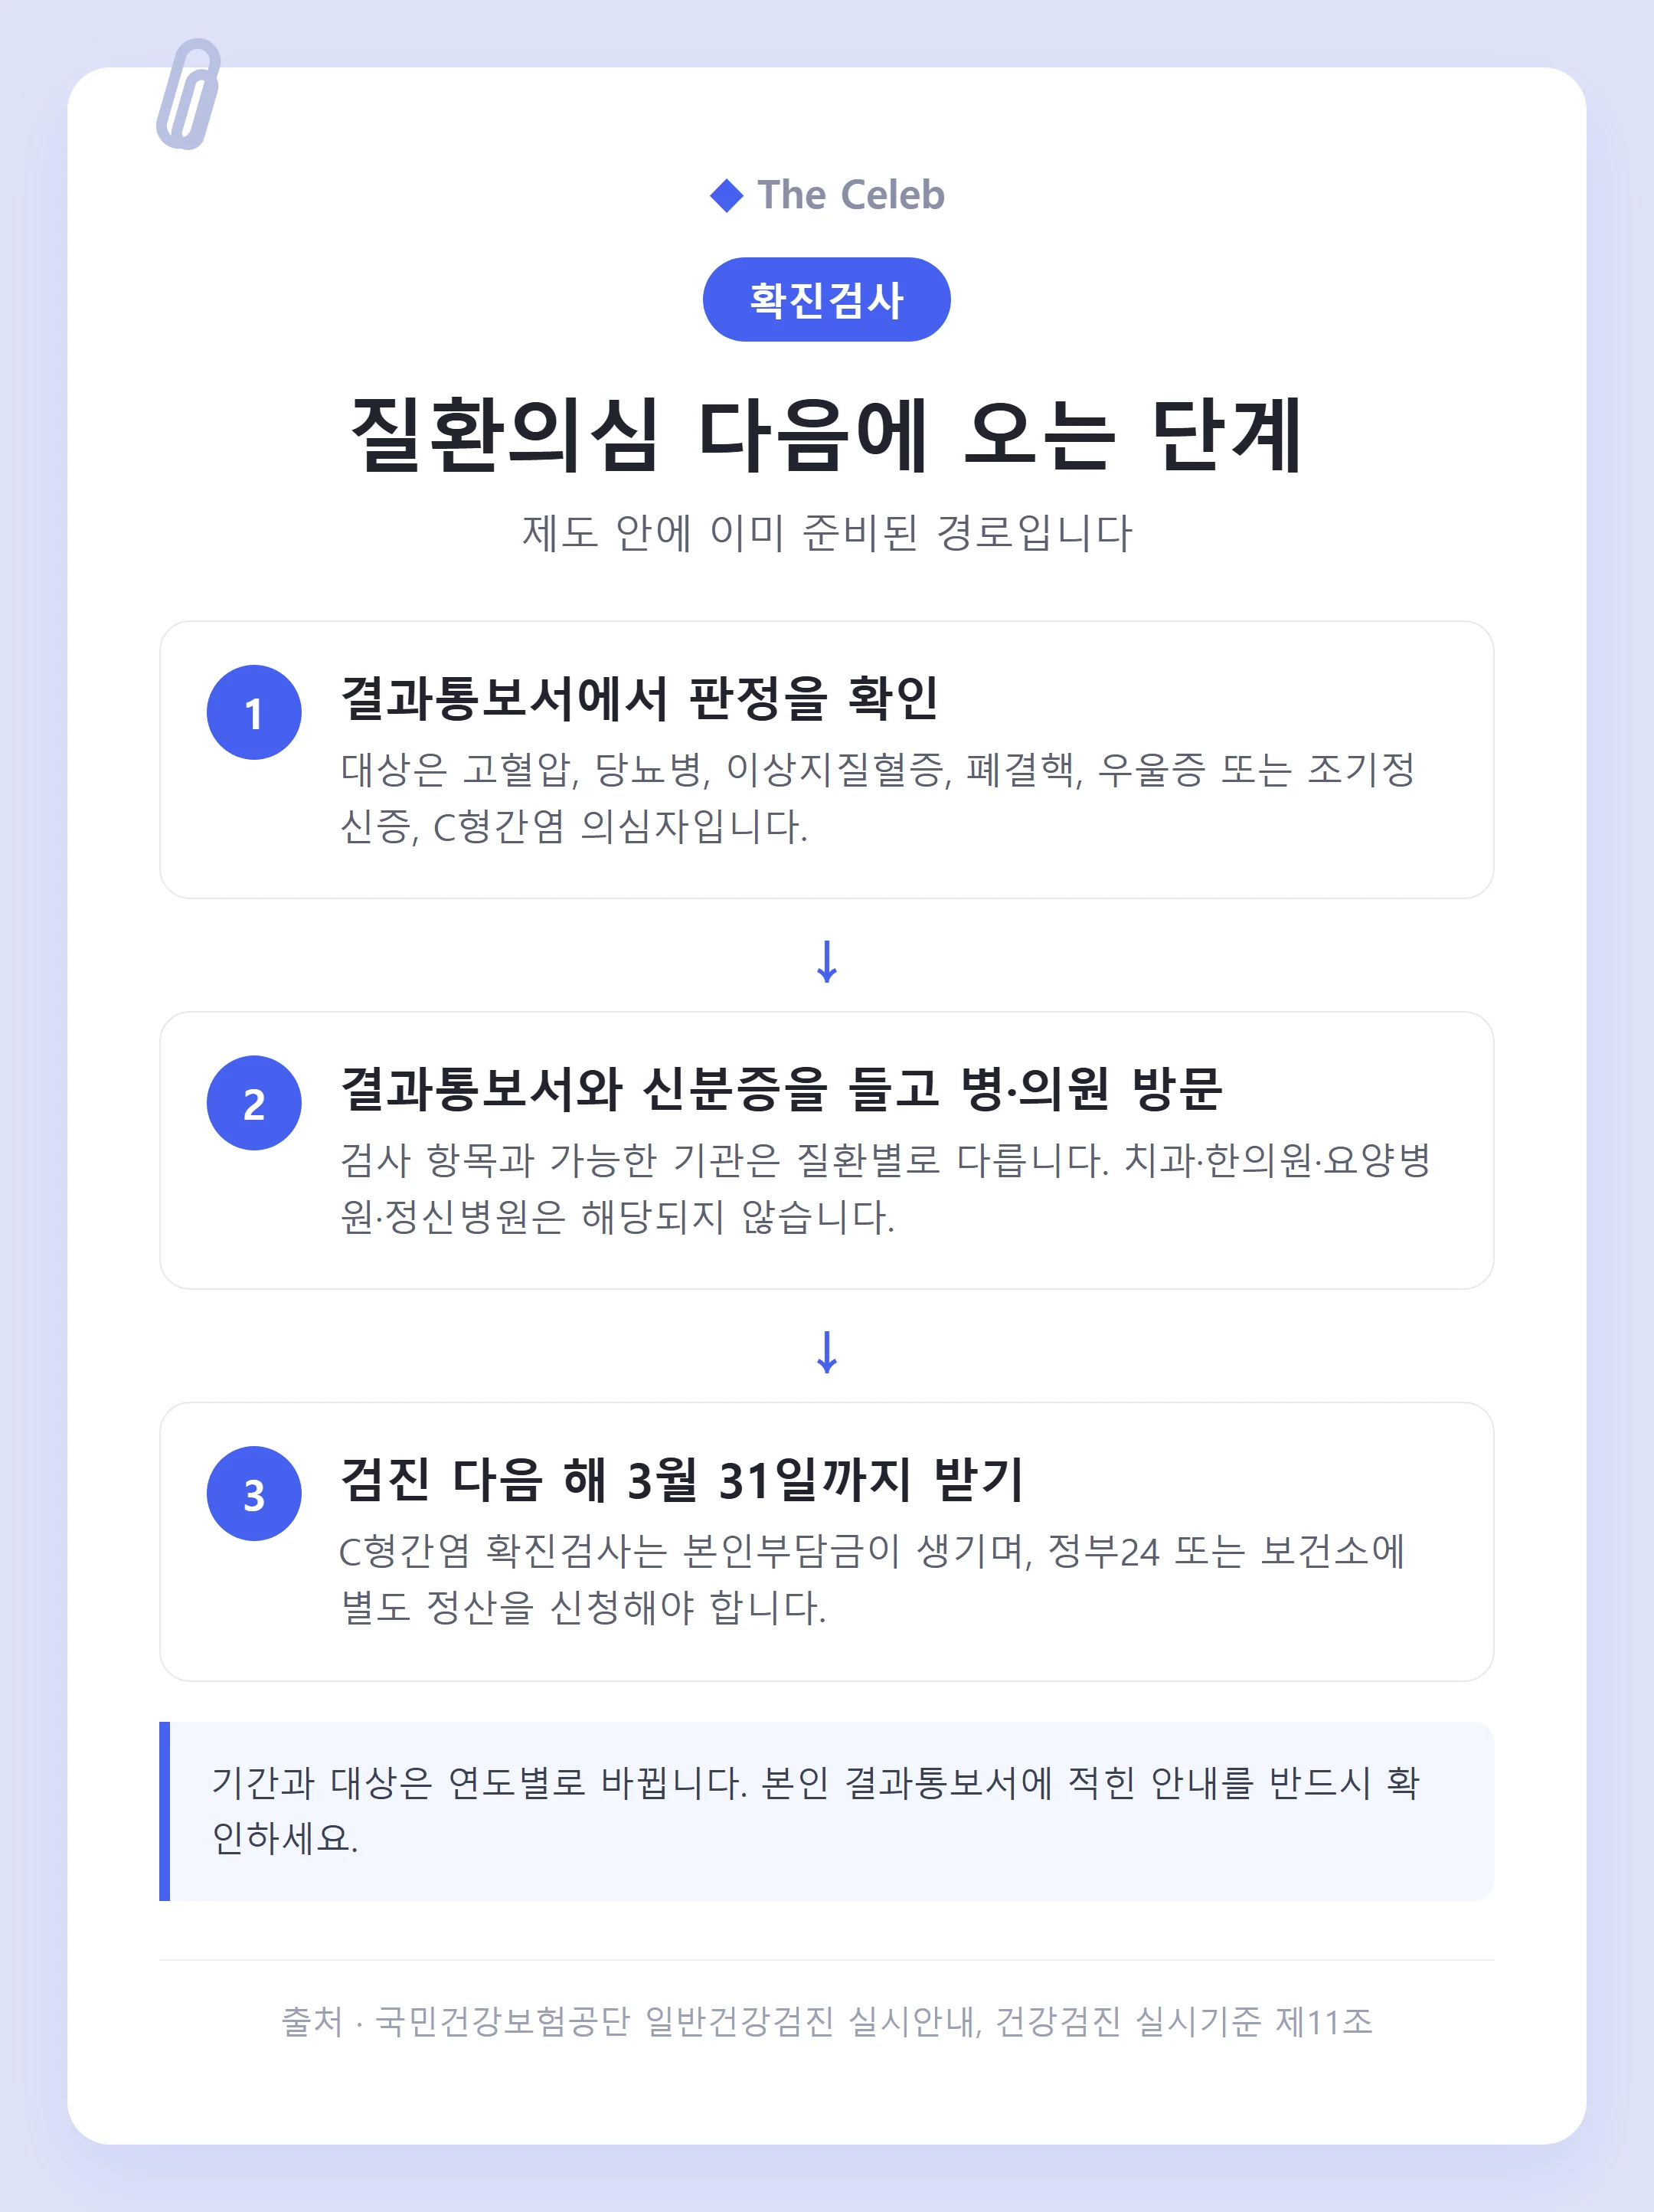 The Celeb
확진검사
질환의심 다음에 오는 단계
제도 안에 이미 준비된 경로입니다
1
결과통보서에서 판정을 확인
대상은 고혈압, 당뇨병, 이상지질혈증, 폐결핵, 우울증 또는 조기정
신증, C형간염 의심자입니다.
↓
2
결과통보서와 신분증을 들고 병·의원 방문
검사 항목과 가능한 기관은 질환별로 다릅니다. 치과·한의원·요양병
원·정신병원은 해당되지 않습니다.
↓
3
검진 다음 해 3월 31일까지 받기
C형간염 확진검사는 본인부담금이 생기며, 정부24 또는 보건소에
별도 정산을 신청해야 합니다.
기간과 대상은 연도별로 바뀝니다. 본인 결과통보서에 적힌 안내를 반드시 확
인하세요.
출처 · 국민건강보험공단 일반건강검진 실시안내, 건강검진 실시기준 제11조